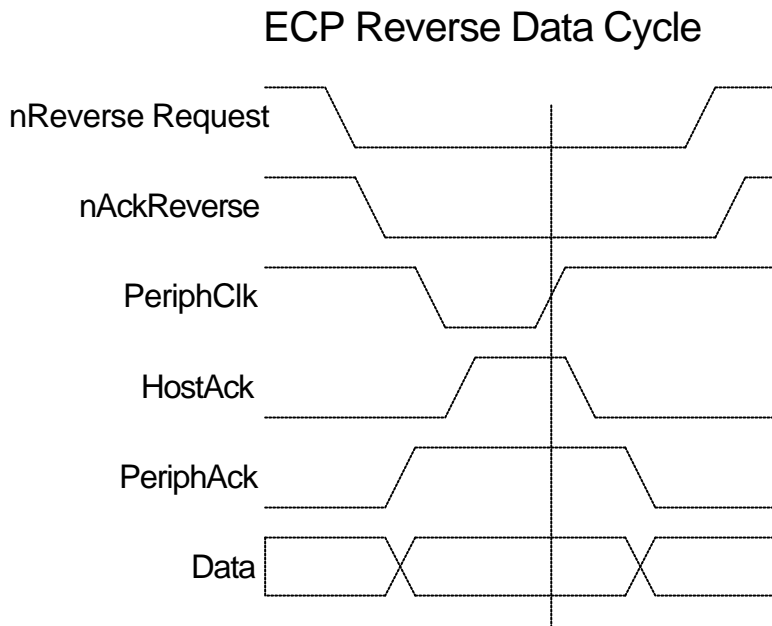 ECP Reverse Data Cycle
nReverse Request
nAckReverse
PeriphClk
HostAck
PeriphAck
Data